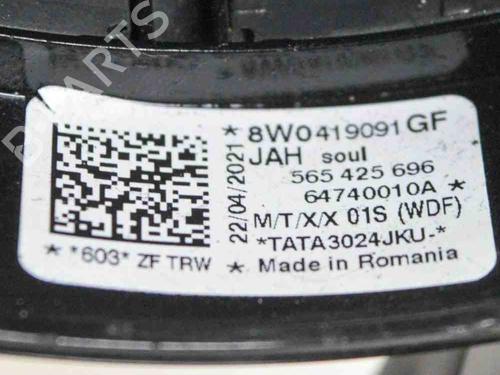 *8W0419091GF
JAH soul
565 425 696
64740010A *
M/T/X/X 01S (WDF)
*TATA3024JKU-*
* Made in Romania
22/04/2021
* *603* ZF TRW
PARTS